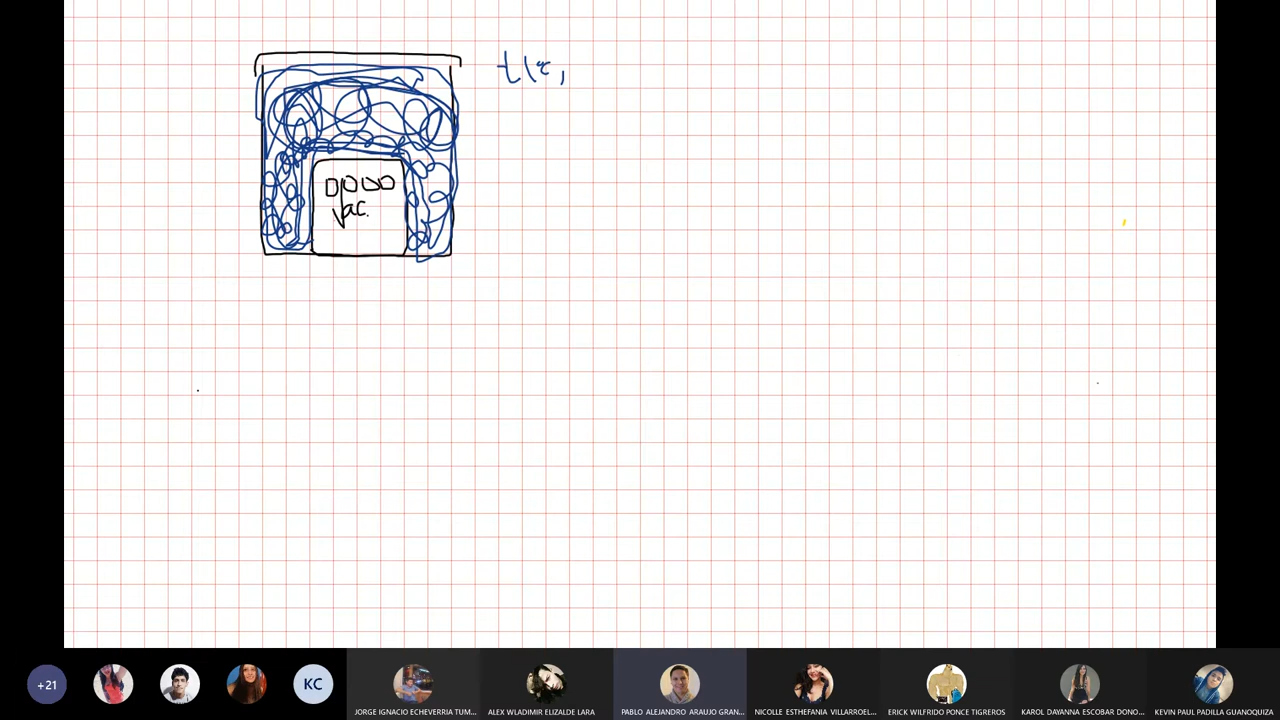 Vac.
+21
KC
JORGE IGNACIO ECHEVERRIA TUM...
ALEX WLADIMIR ELIZALDE LARA
PABLO ALEJANDRO ARAUJO GRAN...
NICOLLE ESTHEFANIA VILLARROEL...
ERICK WILFRIDO PONCE TIGREROS
KAROL DAYANNA ESCOBAR DONO...
KEVIN PAUL PADILLA GUANOQUIZA